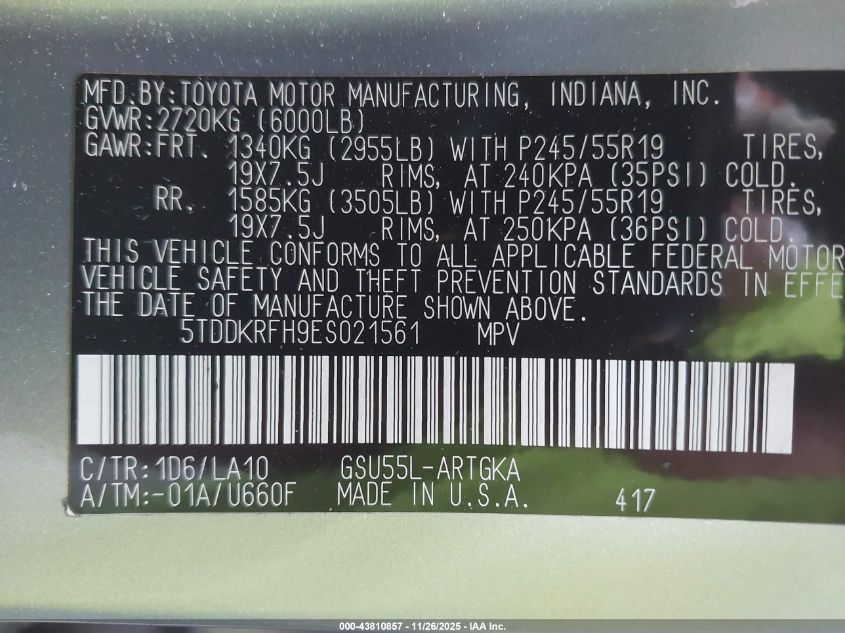 MFD.BY:TOYOTA MOTOR MANUFACTURING, INDIANA, INC.
GVWR:2720KG (6000LB)
GAWR:FRT. 1340KG (2955LB) WITH P245/55R19 TIRES,
19X7.5J RIMS, AT 240KPA (35PSI) COLD.
RR. 1585KG (3505LB) WITH P245/55R19 TIRES,
19X7.5J RIMS, AT 250KPA (36PSI) COLD.
THIS VEHICLE CONFORMS TO ALL APPLICABLE FEDERAL MOTOR
VEHICLE SAFETY AND THEFT PREVENTION STANDARDS IN EFFE
THE DATE OF MANUFACTURE SHOWN ABOVE.
5TDDKRFH9ES021561 MPV
C/TR:1D6/LA10 GSU55L-ARTGKA
A/TM:-01A/U660F MADE IN U.S.A. 417
000-43810857 - 11/26/2025 - IAA Inc.